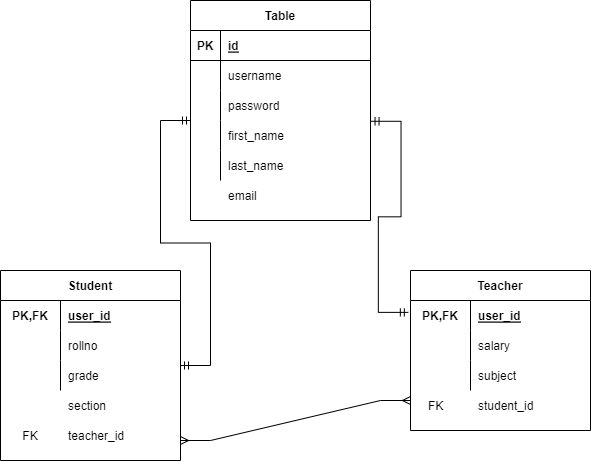 Table
PK id
username
password
first_name
last_name
email
Student
PK,FK user_id
rollno
grade
section
FK teacher_id
Teacher
PK,FK user_id
salary
subject
FK student_id